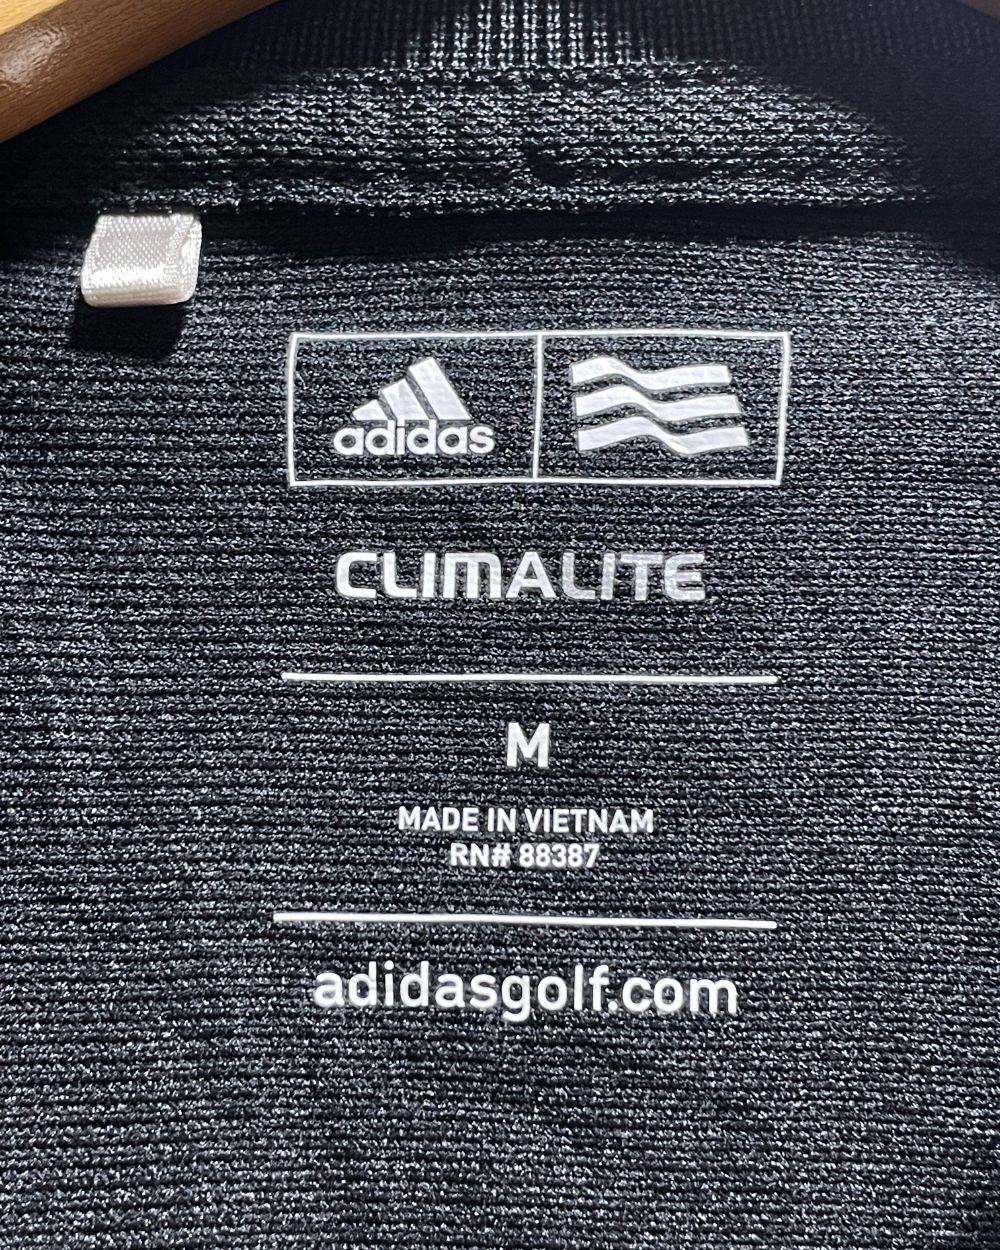 adidas
CLIMALITE
M
MADE IN VIETNAM
RN# 88387
adidasgolf.com